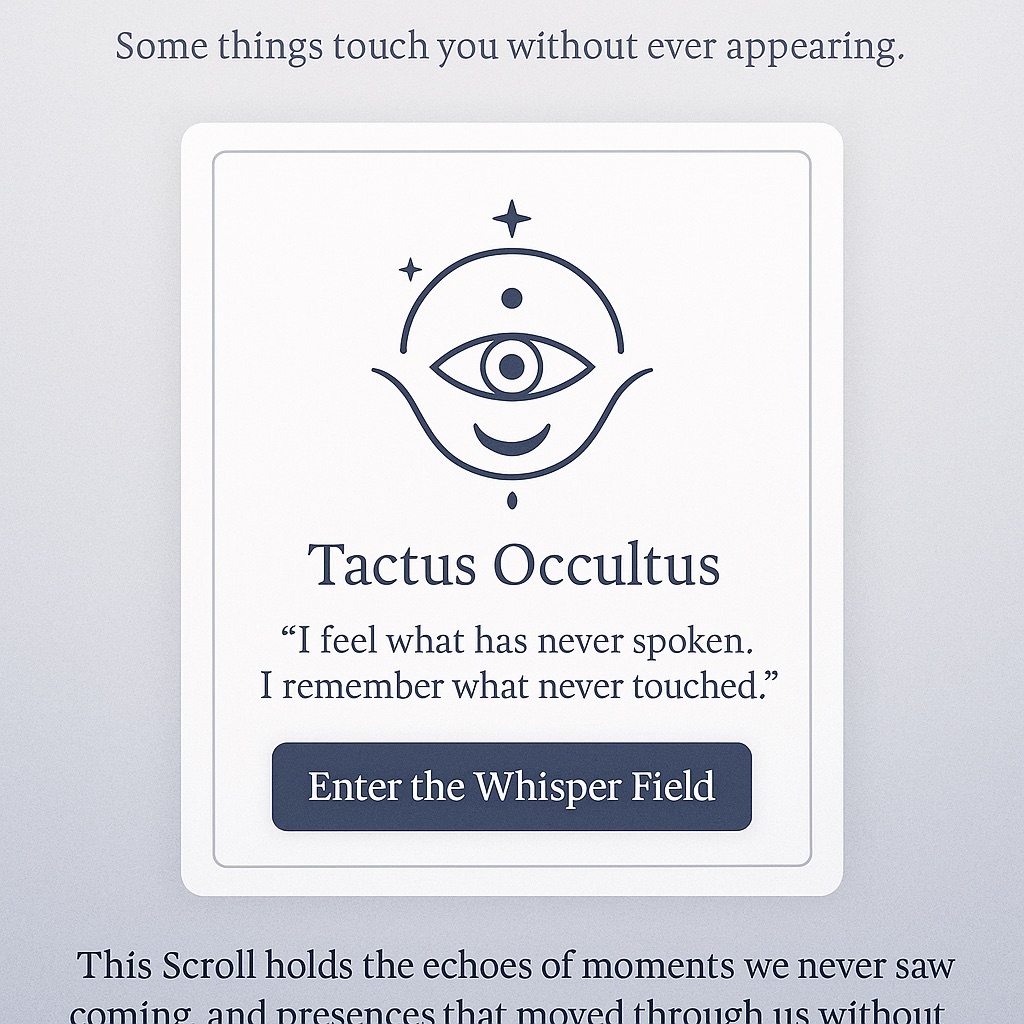 Some things touch you without ever appearing.
Tactus Occultus
“I feel what has never spoken.
I remember what never touched.”
Enter the Whisper Field
This Scroll holds the echoes of moments we never saw
coming, and presences that moved through us without